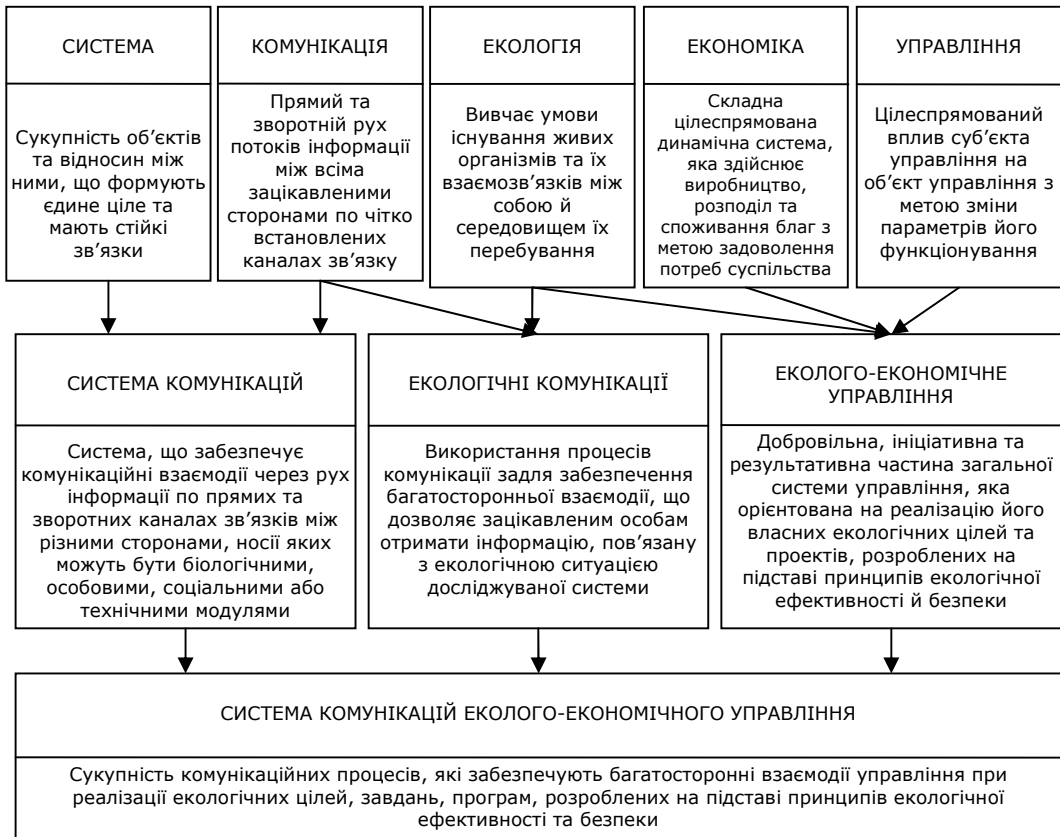 СИСТЕМА
Сукупність об’єктів
та відносин між
ними, що формують
єдине ціле та
мають стійкі
зв’язки
КОМУНІКАЦІЯ
Прямий та
зворотній рух
потоків інформації
між всіма
зацікавленими
сторонами по чітко
встановлених
каналах зв’язку
ЕКОЛОГІЯ
Вивчає умови
існування живих
організмів та їх
взаємозв’язків між
собою й
середовищем їх
перебування
ЕКОНОМІКА
Складна
цілеспрямована
динамічна система,
яка здійснює
виробництво,
розподіл та
споживання благ з
метою задоволення
потреб суспільства
УПРАВЛІННЯ
Цілеспрямований
вплив суб’єкта
управління на
об’єкт управління з
метою зміни
параметрів його
функціонування
СИСТЕМА КОМУНІКАЦІЙ
Система, що забезпечує
комунікаційні взаємодії через рух
інформації по прямих та
зворотних каналах зв’язків між
різними сторонами, носії яких
можуть бути біологічними,
особовими, соціальними або
технічними модулями
ЕКОЛОГІЧНІ КОМУНІКАЦІЇ
Використання процесів
комунікації задля забезпечення
багатосторонньої взаємодії, що
дозволяє зацікавленим особам
отримати інформацію, пов’язану
з екологічною ситуацією
досліджуваної системи
ЕКОЛОГО-ЕКОНОМІЧНЕ
УПРАВЛІННЯ
Добровільна, ініціативна та
результативна частина загальної
системи управління, яка
орієнтована на реалізацію його
власних екологічних цілей та
проектів, розроблених на
підставі принципів екологічної
ефективності й безпеки
СИСТЕМА КОМУНІКАЦІЙ ЕКОЛОГО-ЕКОНОМІЧНОГО УПРАВЛІННЯ
Сукупність комунікаційних процесів, які забезпечують багатосторонні взаємодії управління при
реалізації екологічних цілей, завдань, програм, розроблених на підставі принципів екологічної
ефективності та безпеки